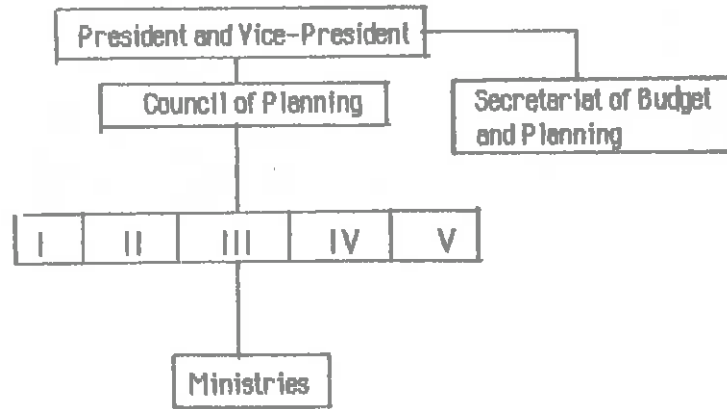 President and Vice-President
Council of Planning
Secretariat of Budget
and Planning
I II III IV V
Ministries